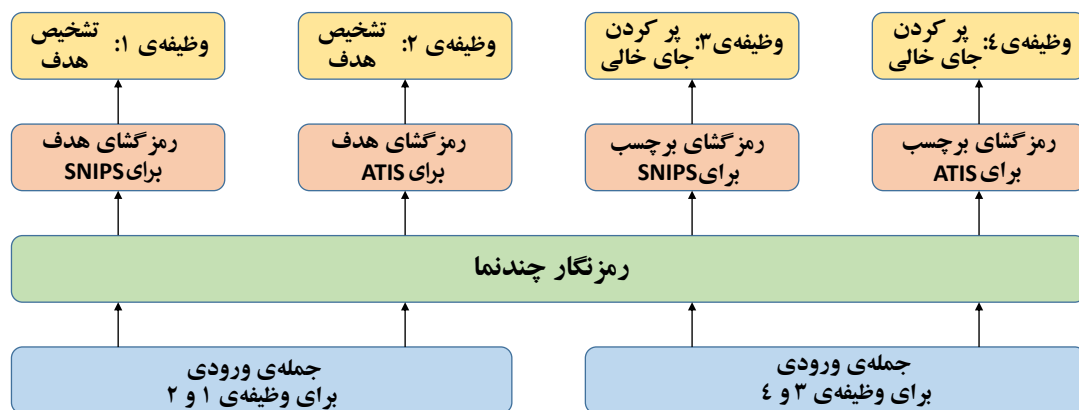 وظیفه‌ی ۱: تشخیص
هدف
وظیفه‌ی ۲: تشخیص
هدف
وظیفه‌ی ۳: پر کردن
جای خالی
وظیفه‌ی ٤: پر کردن
جای خالی
رمزگشای هدف
برای SNIPS
رمزگشای هدف
برای ATIS
رمزگشای برچسب
برای SNIPS
رمزگشای برچسب
برای ATIS
رمزنگار چندنما
جمله‌ی ورودی
برای وظیفه‌ی ۱ و ۲
جمله‌ی ورودی
برای وظیفه‌ی ۳ و ٤